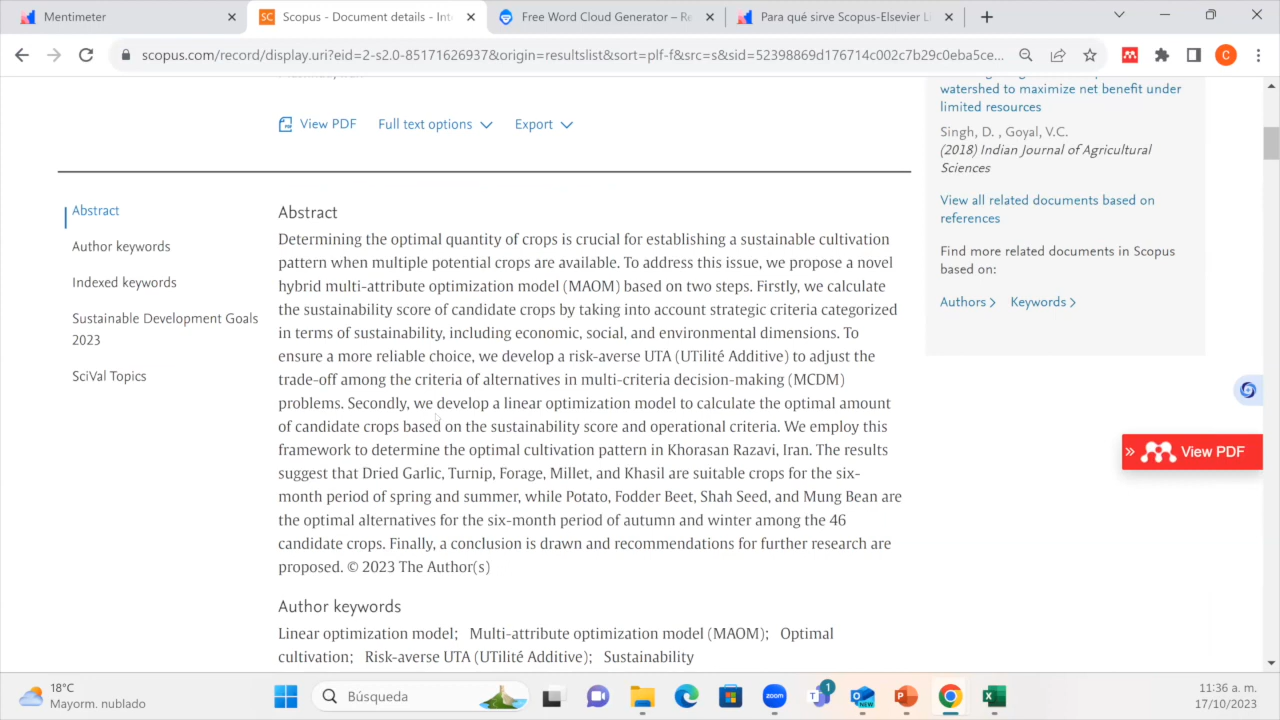 Mentimeter
SC Scopus - Document details - Int
Free Word Cloud Generator – Re
Para qué sirve Scopus-Elsevier Li
scopus.com/record/display.uri?eid=2-s2.0-85171626937&origin=resultslist&sort=plf-f&src=s&sid=52398869d176714c002c7b29c0eba5ce...
C
View PDF
Full text options
Export
watershed to maximize net benefit under
limited resources
Singh, D. , Goyal, V.C.
(2018) Indian Journal of Agricultural
Sciences
View all related documents based on
references
Find more related documents in Scopus
based on:
Authors
Keywords
View PDF
Abstract
Author keywords
Indexed keywords
Sustainable Development Goals
2023
SciVal Topics
Abstract
Determining the optimal quantity of crops is crucial for establishing a sustainable cultivation
pattern when multiple potential crops are available. To address this issue, we propose a novel
hybrid multi-attribute optimization model (MAOM) based on two steps. Firstly, we calculate
the sustainability score of candidate crops by taking into account strategic criteria categorized
in terms of sustainability, including economic, social, and environmental dimensions. To
ensure a more reliable choice, we develop a risk-averse UTA (UTilité Additive) to adjust the
trade-off among the criteria of alternatives in multi-criteria decision-making (MCDM)
problems. Secondly, we develop a linear optimization model to calculate the optimal amount
of candidate crops based on the sustainability score and operational criteria. We employ this
framework to determine the optimal cultivation pattern in Khorasan Razavi, Iran. The results
suggest that Dried Garlic, Turnip, Forage, Millet, and Khasil are suitable crops for the six-
month period of spring and summer, while Potato, Fodder Beet, Shah Seed, and Mung Bean are
the optimal alternatives for the six-month period of autumn and winter among the 46
candidate crops. Finally, a conclusion is drawn and recommendations for further research are
proposed. © 2023 The Author(s)
Author keywords
Linear optimization model; Multi-attribute optimization model (MAOM); Optimal
cultivation; Risk-averse UTA (UTilité Additive); Sustainability
18°C
Mayorm. nublado
Búsqueda
zoom
1
NEW
11:36 a. m.
17/10/2023